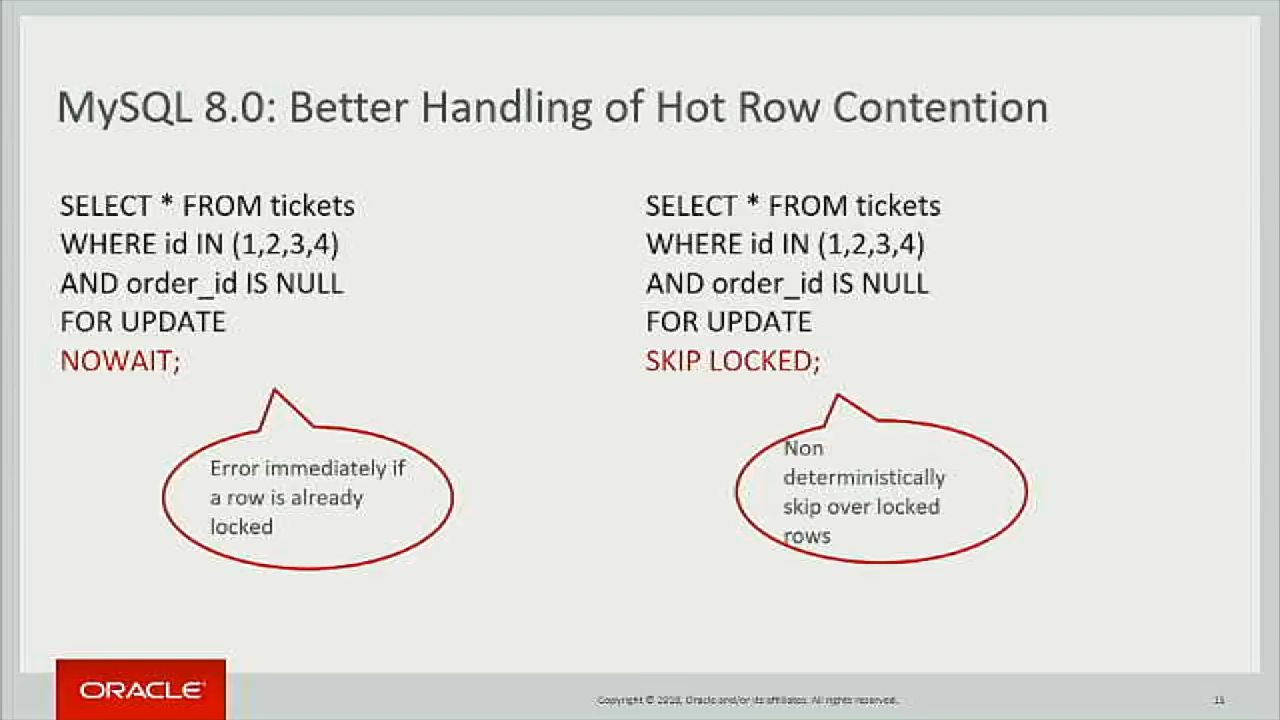 MySQL 8.0: Better Handling of Hot Row Contention
SELECT * FROM tickets
WHERE id IN (1,2,3,4)
AND order_id IS NULL
FOR UPDATE
NOWAIT;
Error immediately if
a row is already
locked
SELECT * FROM tickets
WHERE id IN (1,2,3,4)
AND order_id IS NULL
FOR UPDATE
SKIP LOCKED;
Non
deterministically
skip over locked
rows
ORACLE
Copyright © 2018, Oracle and/or its affiliates. All rights reserved.